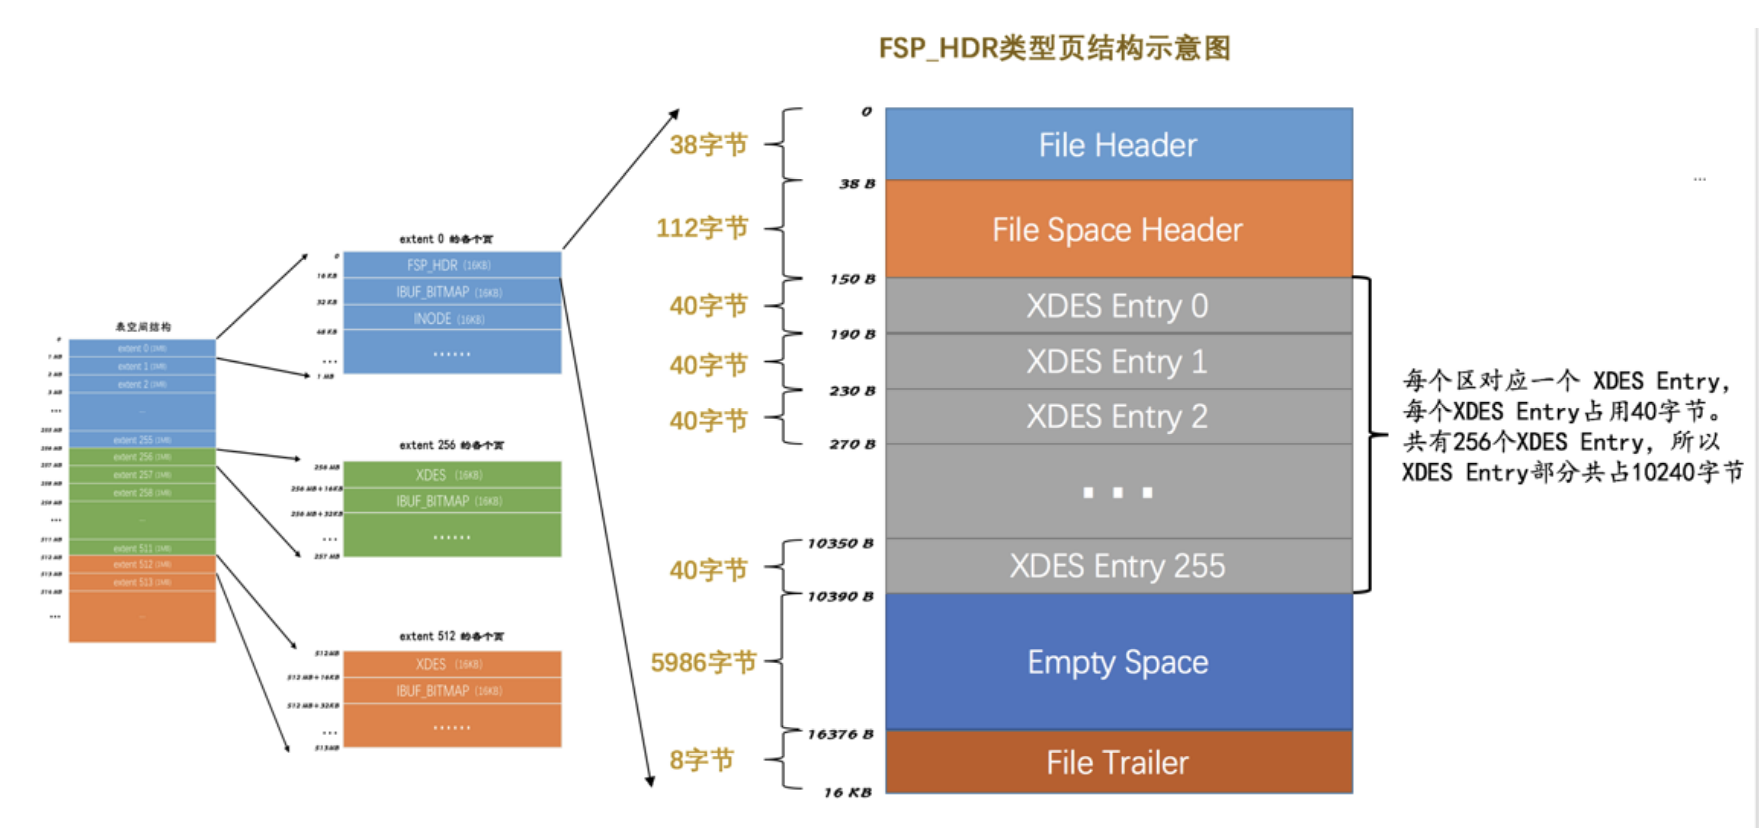 FSP_HDR类型页结构示意图
表空间结构
0
extent 0 (1MB)
1 MB
extent 1 (1MB)
2 MB
extent 2 (1MB)
3 MB
...
...
255 MB
extent 255 (1MB)
256 MB
extent 256 (1MB)
257 MB
extent 257 (1MB)
258 MB
extent 258 (1MB)
259 MB
...
...
511 MB
extent 511 (1MB)
512 MB
extent 512 (1MB)
513 MB
extent 513 (1MB)
514 MB
...
...
extent 0 的各个页
0
FSP_HDR (16KB)
16 KB
IBUF_BITMAP (16KB)
32 KB
INODE (16KB)
48 KB
......
...
1 MB
extent 256 的各个页
256 MB
XDES (16KB)
256 MB+16KB
IBUF_BITMAP (16KB)
256 MB+32KB
......
...
257 MB
extent 512 的各个页
512MB
XDES (16KB)
512 MB+16KB
IBUF_BITMAP (16KB)
512 MB+32KB
......
...
513MB
0
38字节
File Header
38 B
112字节
File Space Header
150 B
40字节
XDES Entry 0
190 B
40字节
XDES Entry 1
230 B
40字节
XDES Entry 2
270 B
...
10350 B
40字节
XDES Entry 255
10390 B
5986字节
Empty Space
16376 B
8字节
File Trailer
16 KB
...
每个区对应一个 XDES Entry,
每个XDES Entry占用40字节。
共有256个XDES Entry, 所以
XDES Entry部分共占10240字节